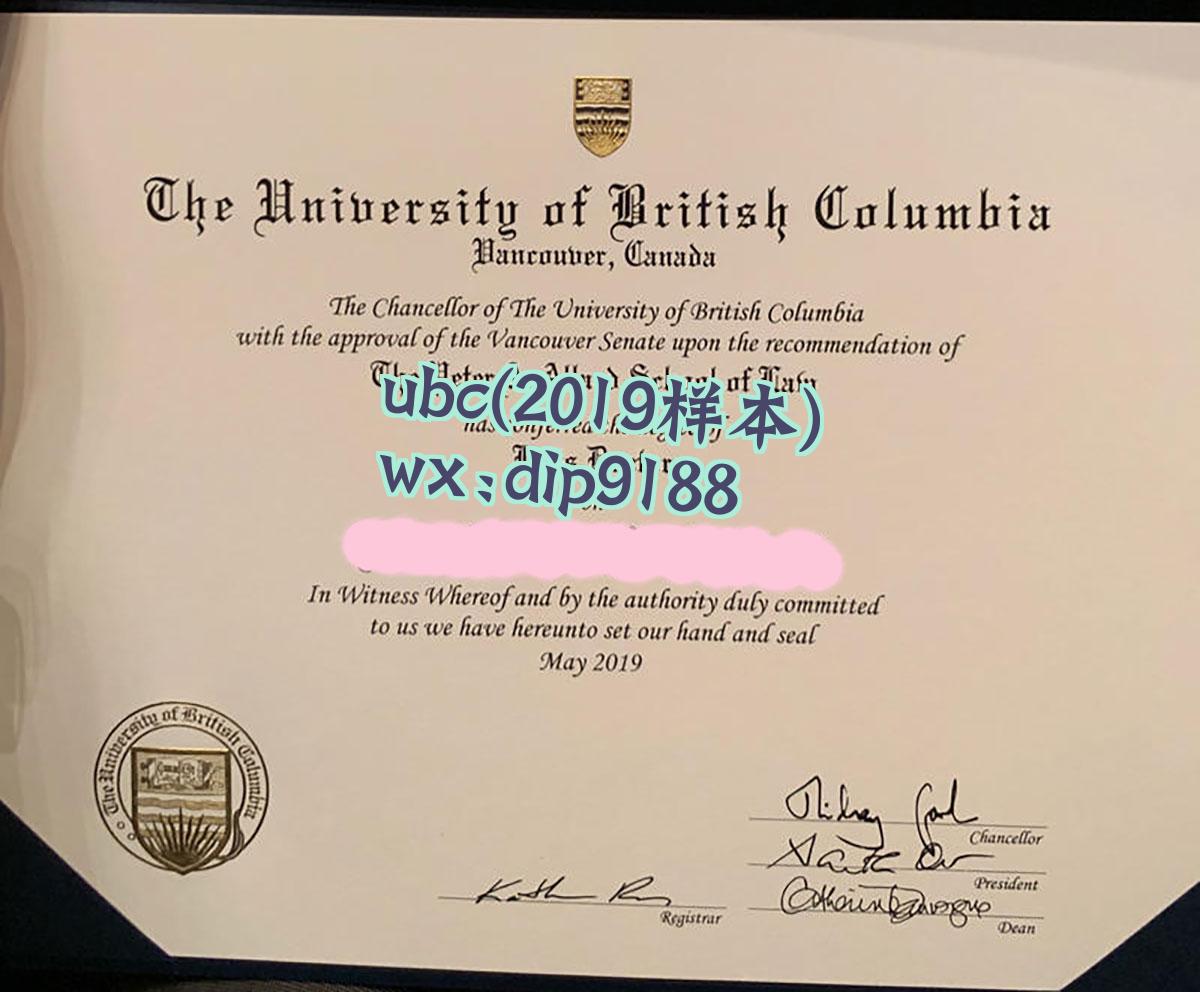 The University of British Columbia
Vancouver, Canada
The Chancellor of The University of British Columbia
with the approval of the Vancouver Senate upon the recommendation of
School of Law
ubc(2019样本)
wx:dip9188
In Witness Whereof and by the authority duly committed
to us we have hereunto set our hand and seal
May 2019
The University of British Columbia
Chancellor
President
Registrar
Dean